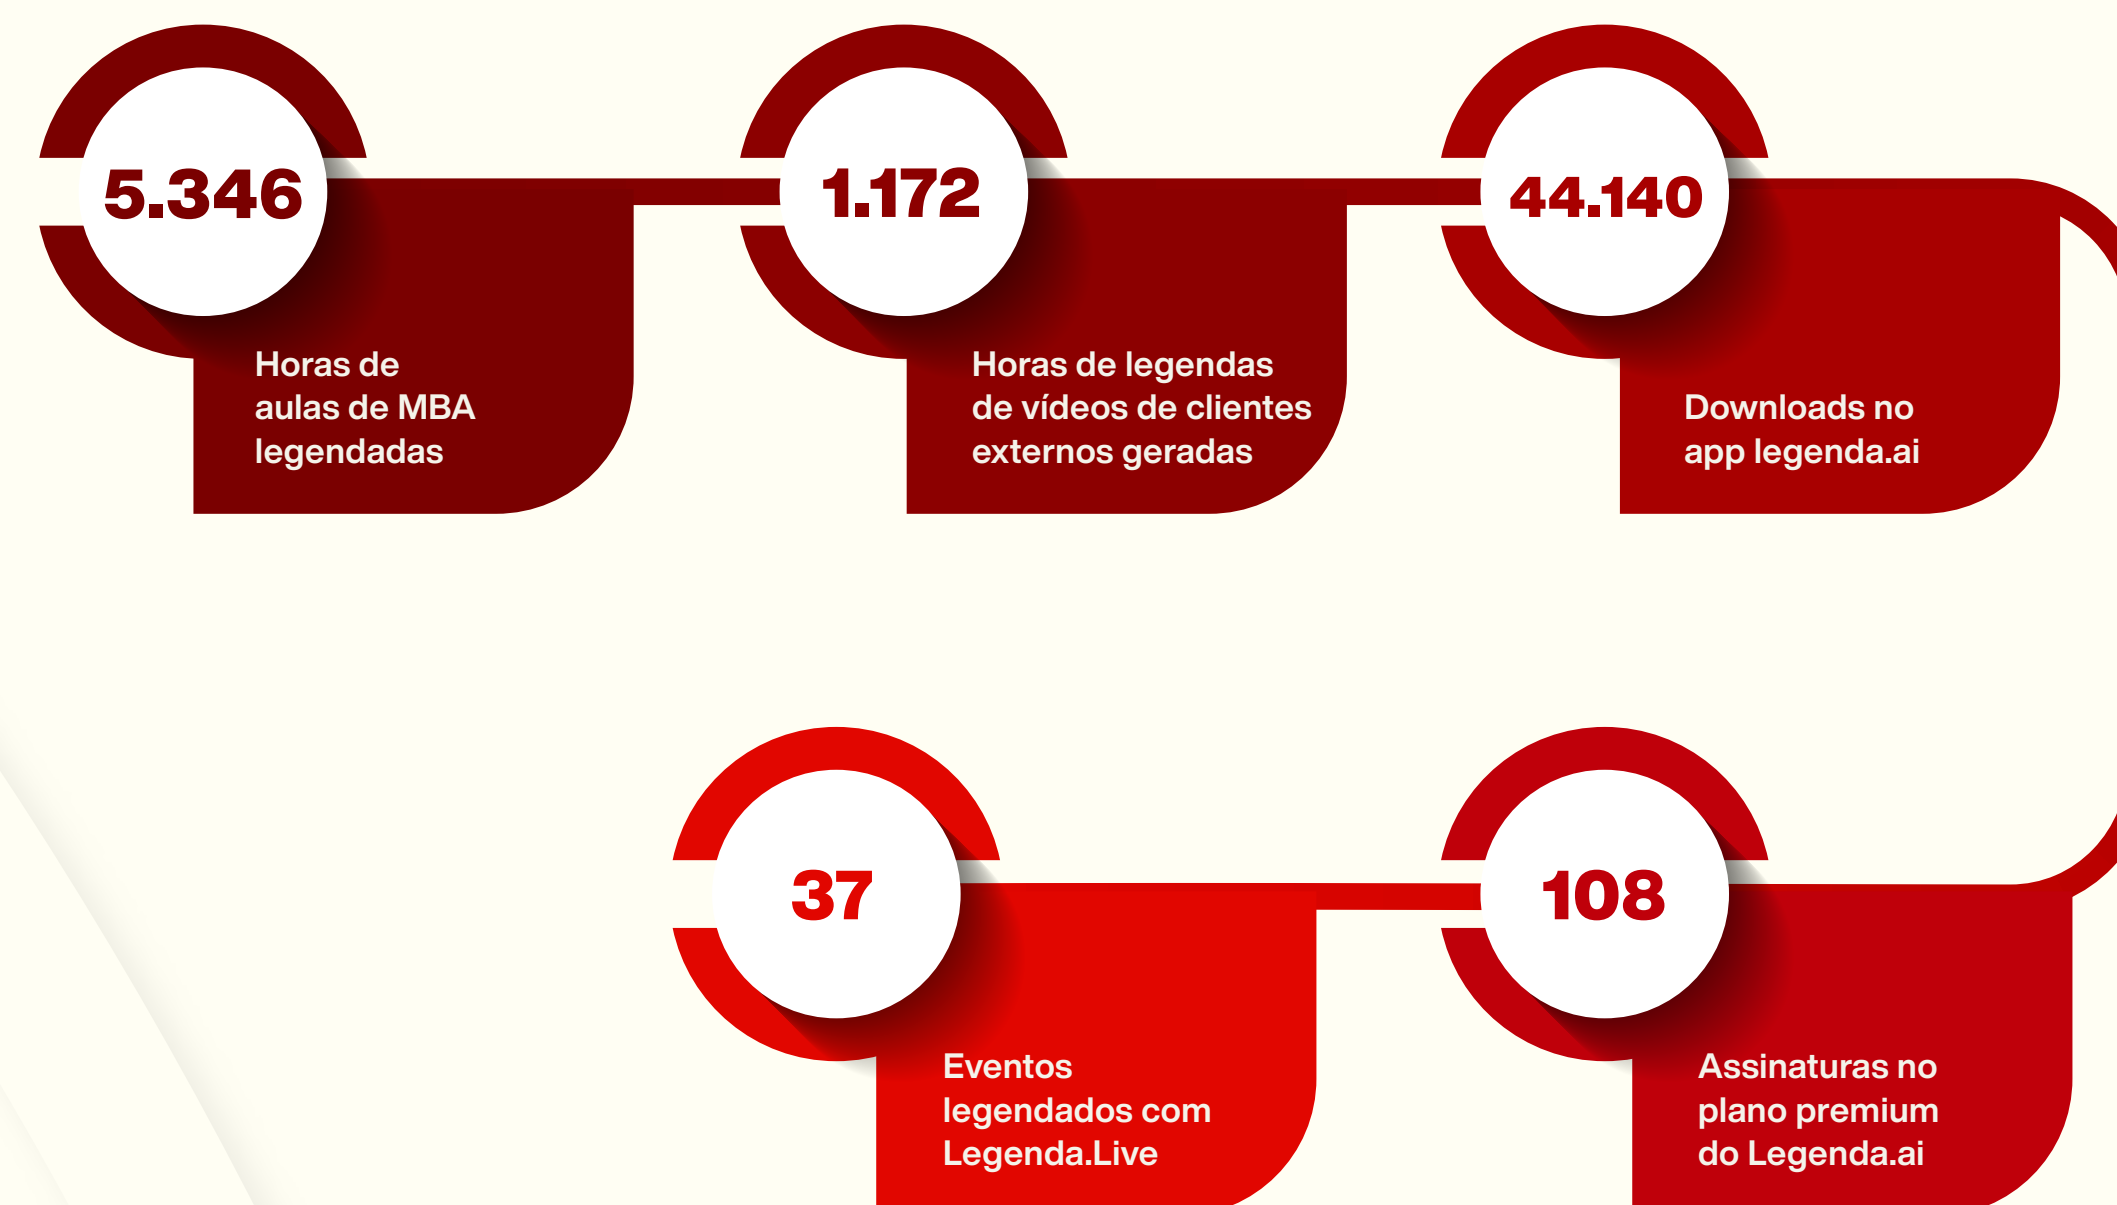 5.346
Horas de
aulas de MBA
legendadas
1.172
Horas de legendas
de vídeos de clientes
externos geradas
44.140
Downloads no
app legenda.ai
37
Eventos
legendados com
Legenda.Live
108
Assinaturas no
plano premium
do Legenda.ai